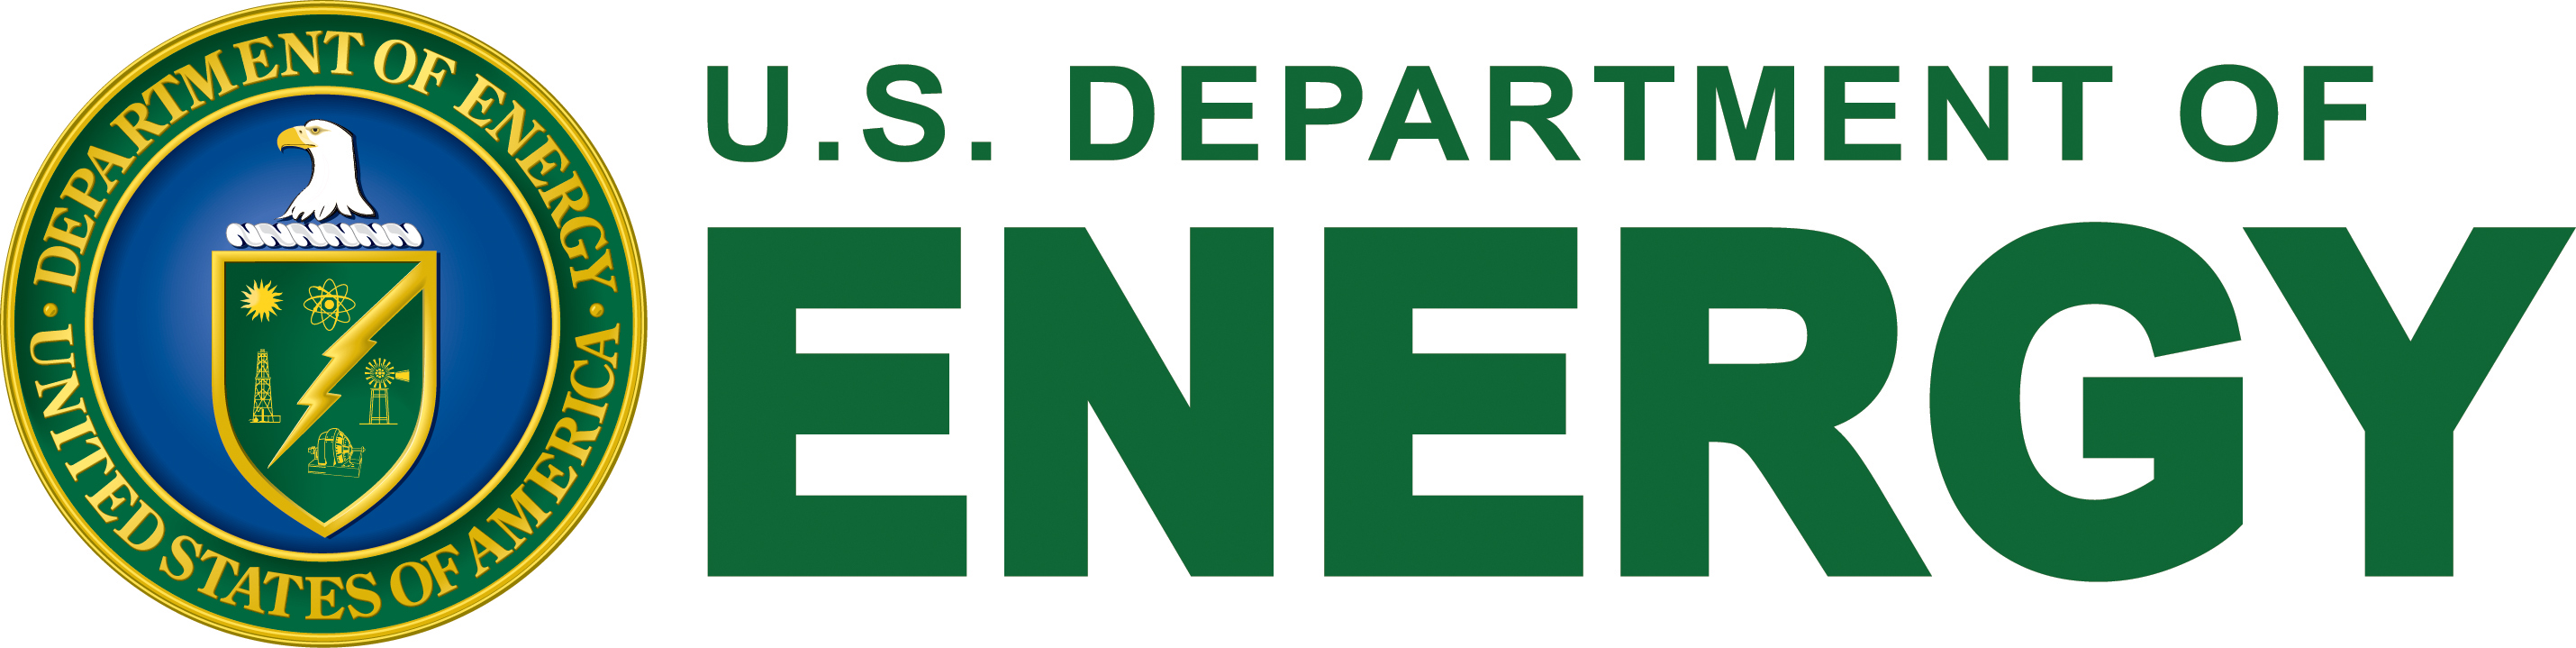 DEPARTMENT OF ENERGY
UNITED STATES OF AMERICA
U.S. DEPARTMENT OF
ENERGY